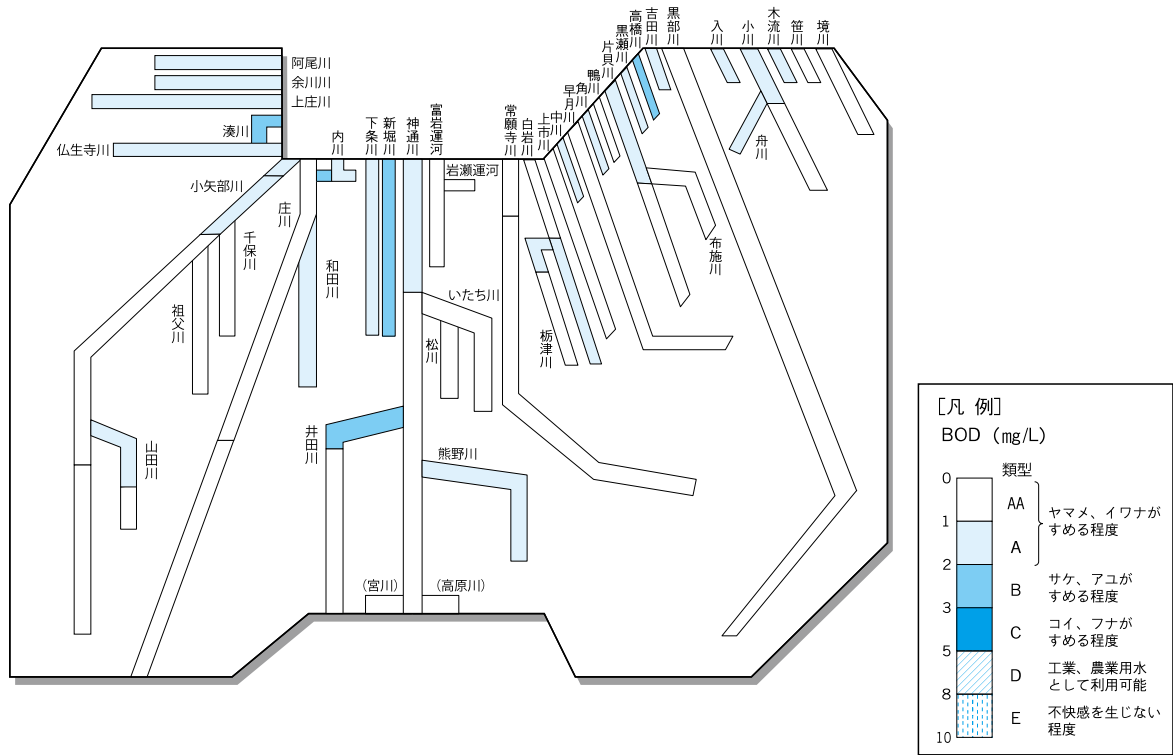 阿尾川
余川川
上庄川
湊川
仏生寺川
小矢部川
庄川
千保川
祖父川
山田川
和田川
内川
下条川
新堀川
神通川
富岩運河
岩瀬運河
いたち川
松川
井田川
熊野川
（宮川）
（高原川）
常願寺川
白岩川
上市川
中川
早月川
角川
鴨川
片貝川
黒瀬川
高橋川
吉田川
黒部川
入川
小川
木流川
笹川
境川
舟川
布施川
栃津川
［凡 例］
BOD（mg/L）
類型
0
AA
ヤマメ、イワナが
すめる程度
1
A
2
B
サケ、アユが
すめる程度
3
C
コイ、フナが
すめる程度
5
D
工業、農業用水
として利用可能
8
E
不快感を生じない
程度
10